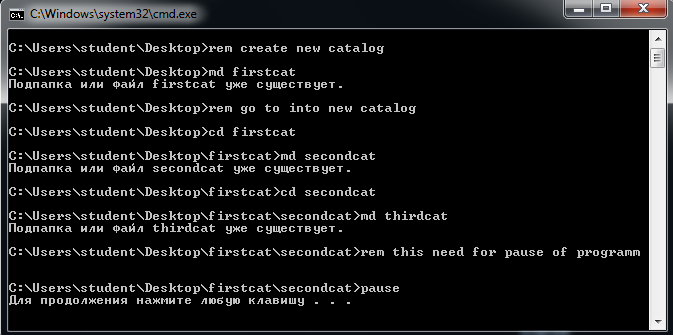 C:\Windows\system32\cmd.exe
C:\Users\student\Desktop>rem create new catalog
C:\Users\student\Desktop>md firstcat
Подпапка или файл firstcat уже существует.
C:\Users\student\Desktop>rem go to into new catalog
C:\Users\student\Desktop>cd firstcat
C:\Users\student\Desktop\firstcat>md secondcat
Подпапка или файл secondcat уже существует.
C:\Users\student\Desktop\firstcat>cd secondcat
C:\Users\student\Desktop\firstcat\secondcat>md thirdcat
Подпапка или файл thirdcat уже существует.
C:\Users\student\Desktop\firstcat\secondcat>rem this need for pause of programm
C:\Users\student\Desktop\firstcat\secondcat>pause
Для продолжения нажмите любую клавишу . . .